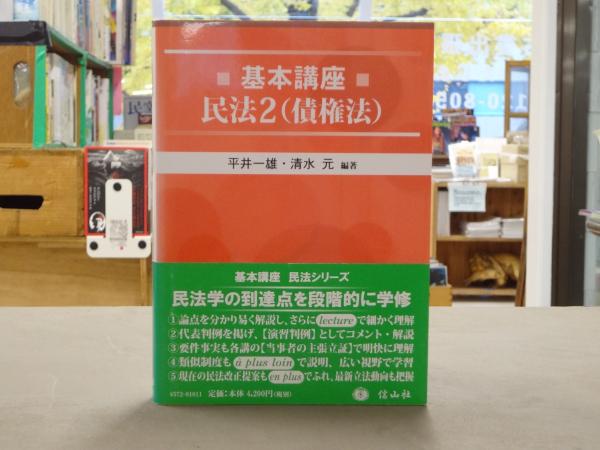 ■ 基本講座 ■
民法2(債権法)
平井一雄・清水 元 編著
基本講座 民法シリーズ
民法学の到達点を段階的に学修
①論点を分かり易く解説し、さらにlectureで細かく理解
②代表判例を掲げ、【演習判例】としてコメント・解説
③要件事実も各講の【当事者の主張立証】で明快に理解
④類似制度も à plus loin で説明、広い視野で学習
⑤現在の民法改正提案もen plusでふれ、最新立法動向も把握
6572-01011 定価:本体 4,200円(税別)
信山社
120-809